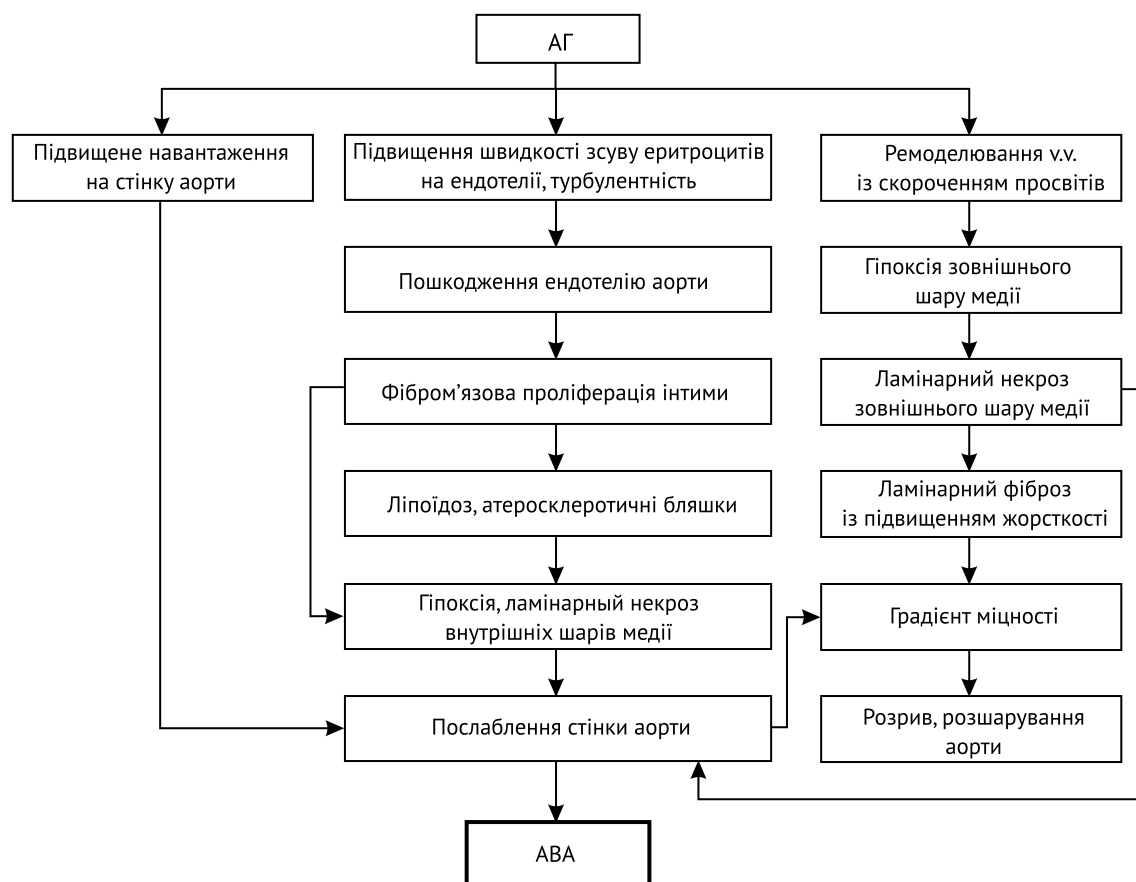 АГ
Підвищене навантаження
на стінку аорти
Підвищення швидкості зсуву еритроцитів
на ендотелії, турбулентність
Ремоделювання v.v.
із скороченням просвітів
Пошкодження ендотелію аорти
Гіпоксія зовнішнього
шару медії
Фібром’язова проліферація інтими
Ламінарний некроз
зовнішнього шару медії
Ліпоїдоз, атеросклеротичні бляшки
Ламінарний фіброз
із підвищенням жорсткості
Гіпоксія, ламінарный некроз
внутрішніх шарів медії
Градієнт міцності
Послаблення стінки аорти
Розрив, розшарування
аорти
АВА